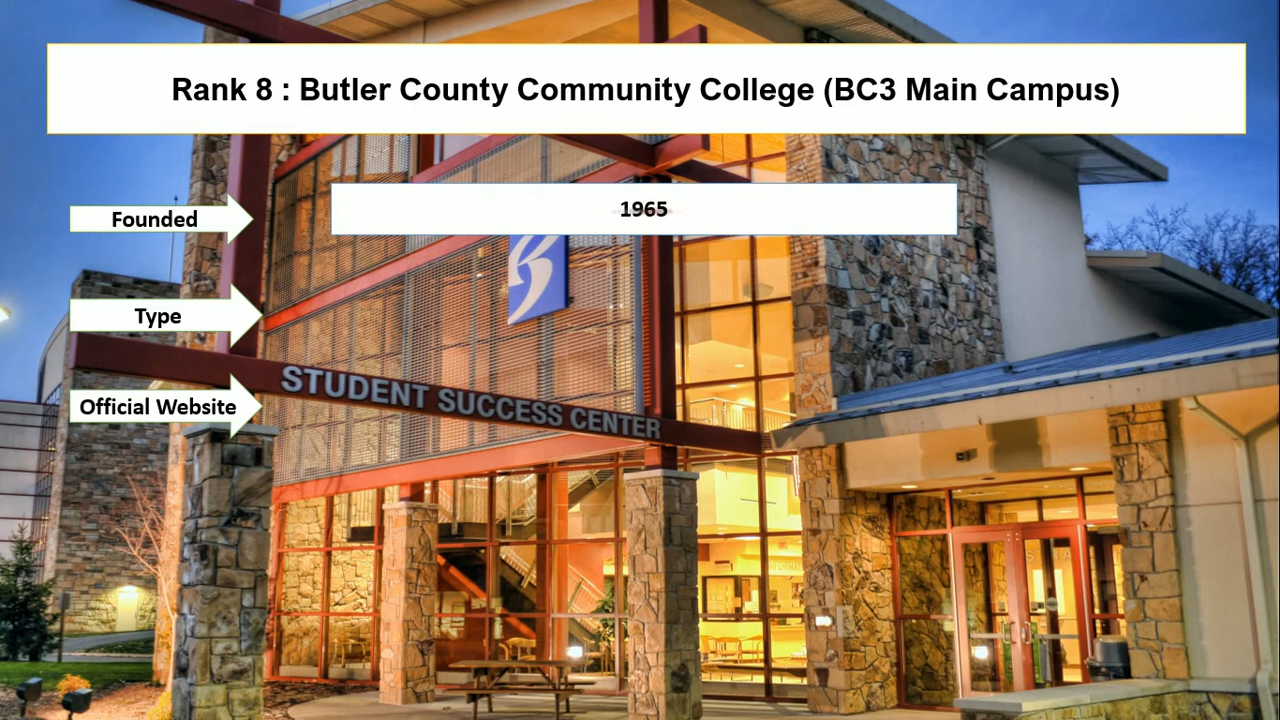 Rank 8 : Butler County Community College (BC3 Main Campus)
Founded
1965
Type
Official Website
STUDENT SUCCESS CENTER